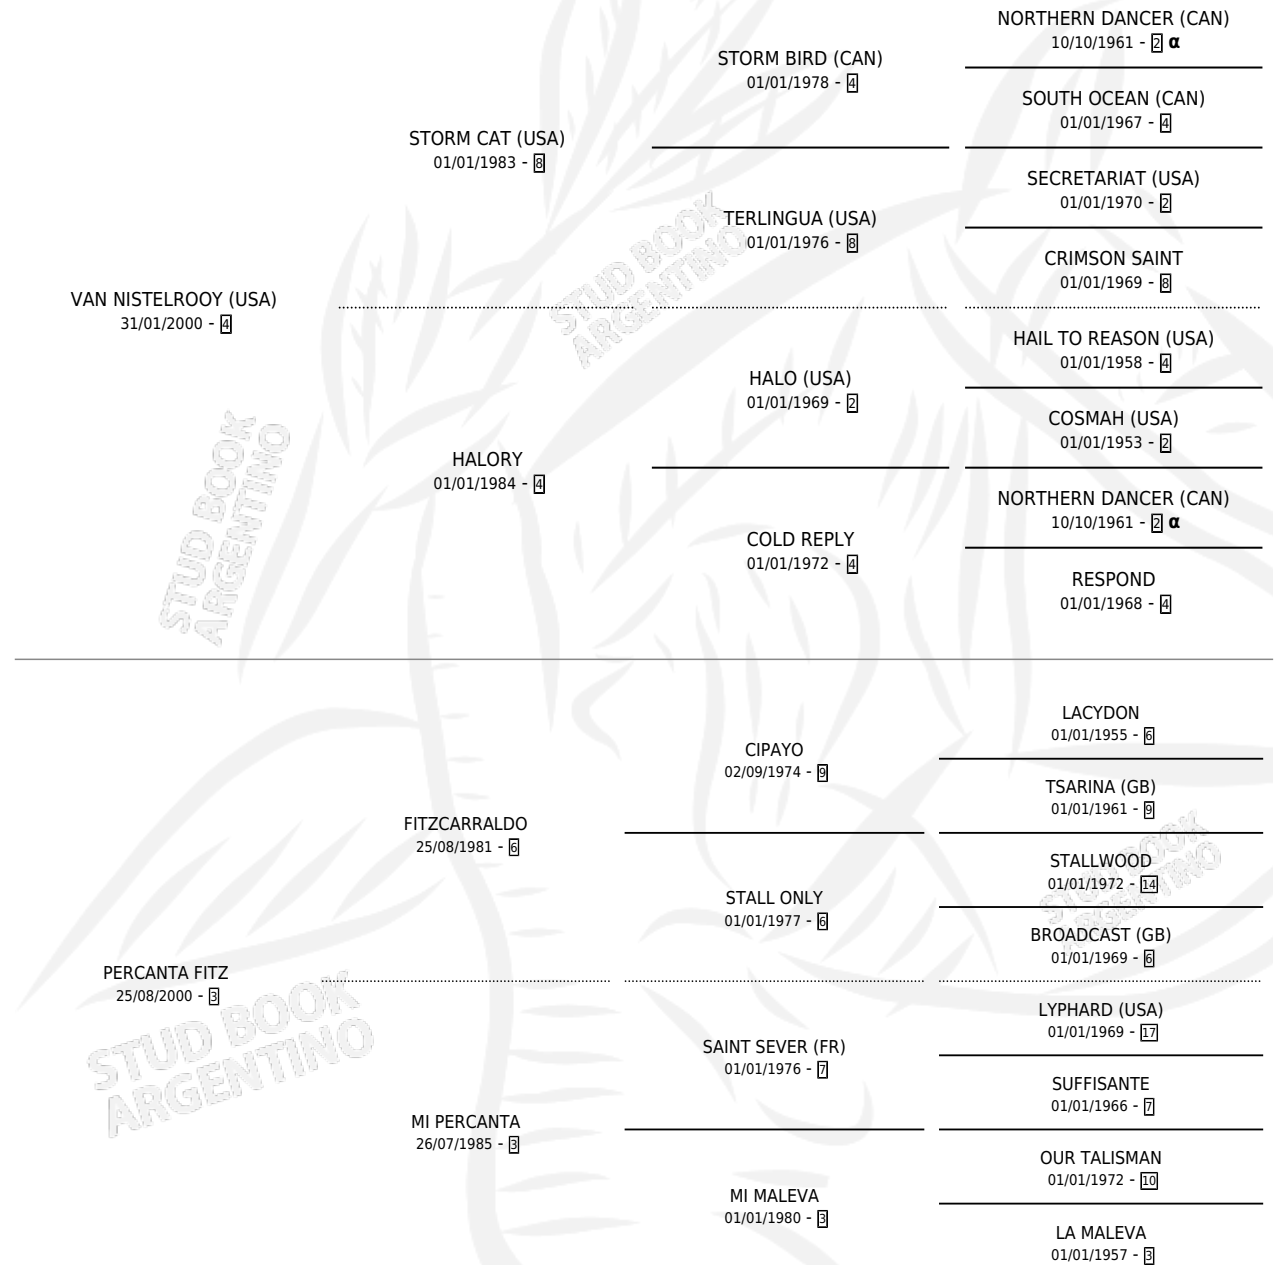 NORTHERN DANCER (CAN)
10/10/1961 - 2 α
STORM BIRD (CAN)
01/01/1978 - 4
SOUTH OCEAN (CAN)
01/01/1967 - 4
STORM CAT (USA)
01/01/1983 - 8
SECRETARIAT (USA)
01/01/1970 - 2
TERLINGUA (USA)
01/01/1976 - 8
CRIMSON SAINT
01/01/1969 - 8
VAN NISTELROOY (USA)
31/01/2000 - 4
HAIL TO REASON (USA)
01/01/1958 - 4
HALO (USA)
01/01/1969 - 2
COSMAH (USA)
01/01/1953 - 2
HALORY
01/01/1984 - 4
NORTHERN DANCER (CAN)
10/10/1961 - 2 α
COLD REPLY
01/01/1972 - 4
RESPOND
01/01/1968 - 4
LACYDON
01/01/1955 - 6
CIPAYO
02/09/1974 - 9
TSARINA (GB)
01/01/1961 - 9
FITZCARRALDO
25/08/1981 - 6
STALLWOOD
01/01/1972 - 14
STALL ONLY
01/01/1977 - 6
BROADCAST (GB)
01/01/1969 - 6
PERCANTA FITZ
25/08/2000 - 3
LYPHARD (USA)
01/01/1969 - 17
SAINT SEVER (FR)
01/01/1976 - 7
SUFFISANTE
01/01/1966 - 7
MI PERCANTA
26/07/1985 - 3
OUR TALISMAN
01/01/1972 - 10
MI MALEVA
01/01/1980 - 3
LA MALEVA
01/01/1957 - 3
STUD BOOK
ARGENTINO
STUD BOOK
ARGENTINO
STUD BOOK
ARGENTINO
STUD BOOK
ARGENTINO